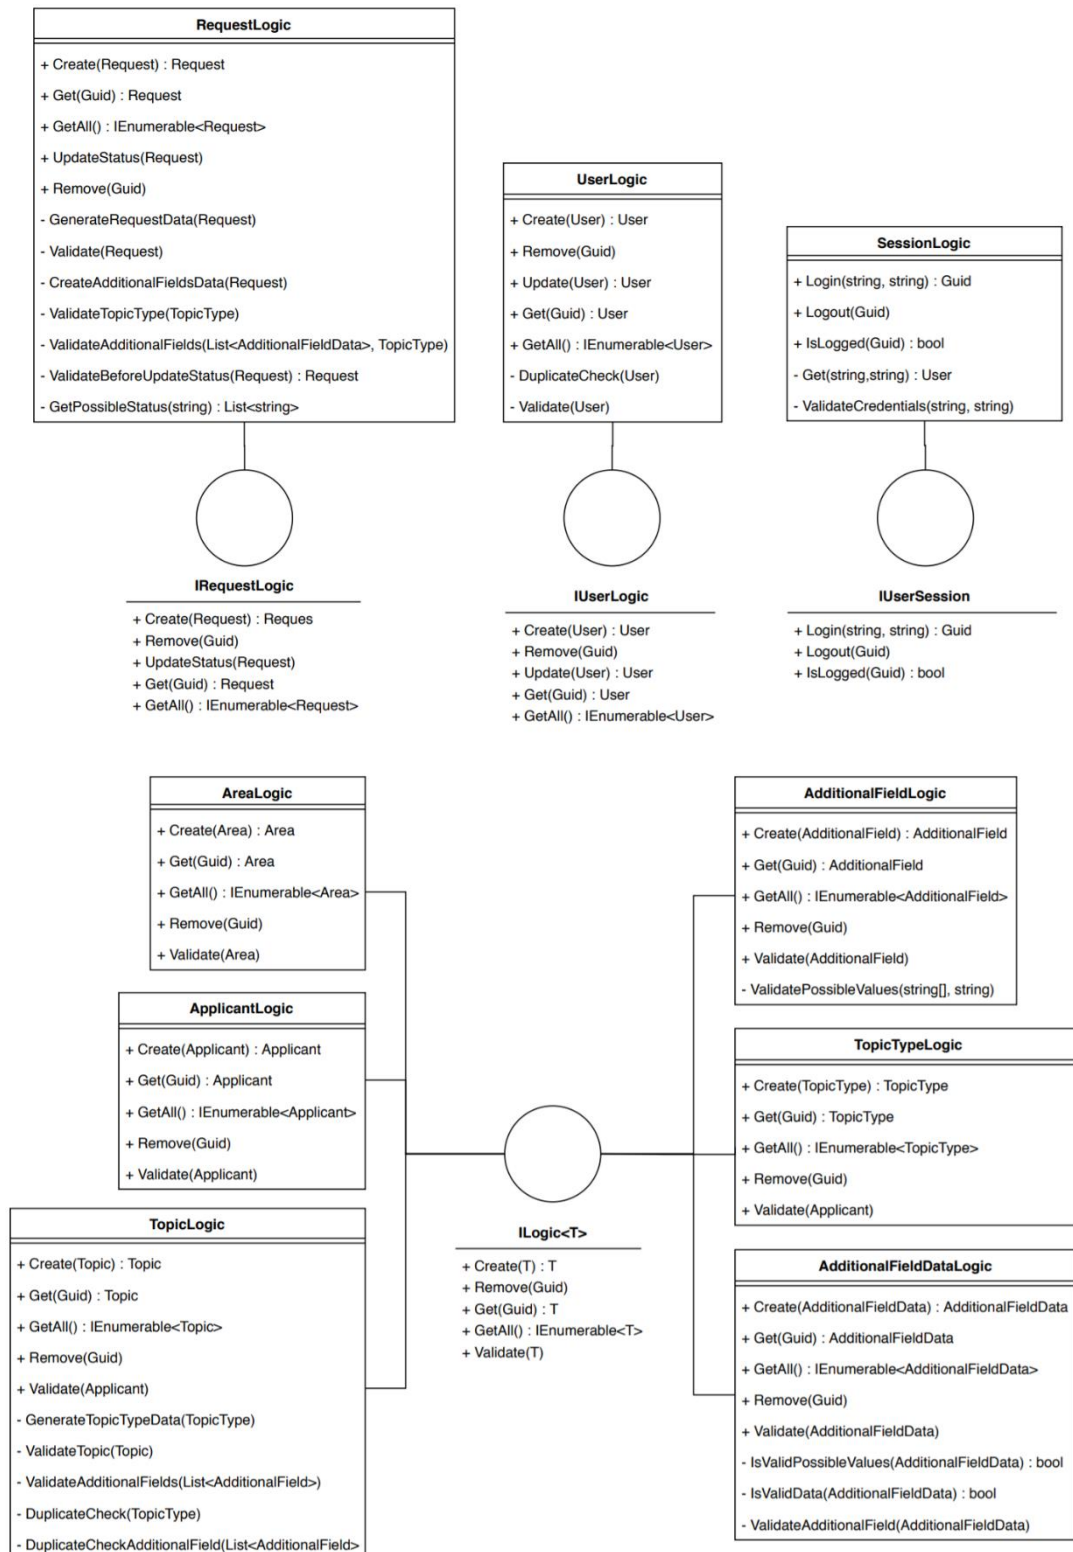 RequestLogic
+ Create(Request) : Request
+ Get(Guid) : Request
+ GetAll() : IEnumerable<Request>
+ UpdateStatus(Request)
+ Remove(Guid)
- GenerateRequestData(Request)
- Validate(Request)
- CreateAdditionalFieldsData(Request)
- ValidateTopicType(TopicType)
- ValidateAdditionalFields(List<AdditionalFieldData>, TopicType)
- ValidateBeforeUpdateStatus(Request) : Request
- GetPossibleStatus(string) : List<string>
IRequestLogic
+ Create(Request) : Reques
+ Remove(Guid)
+ UpdateStatus(Request)
+ Get(Guid) : Request
+ GetAll() : IEnumerable<Request>
UserLogic
+ Create(User) : User
+ Remove(Guid)
+ Update(User) : User
+ Get(Guid) : User
+ GetAll() : IEnumerable<User>
- DuplicateCheck(User)
- Validate(User)
IUserLogic
+ Create(User) : User
+ Remove(Guid)
+ Update(User) : User
+ Get(Guid) : User
+ GetAll() : IEnumerable<User>
SessionLogic
+ Login(string, string) : Guid
+ Logout(Guid)
+ IsLogged(Guid) : bool
- Get(string,string) : User
- ValidateCredentials(string, string)
IUserSession
+ Login(string, string) : Guid
+ Logout(Guid)
+ IsLogged(Guid) : bool
AreaLogic
+ Create(Area) : Area
+ Get(Guid) : Area
+ GetAll() : IEnumerable<Area>
+ Remove(Guid)
+ Validate(Area)
ApplicantLogic
+ Create(Applicant) : Applicant
+ Get(Guid) : Applicant
+ GetAll() : IEnumerable<Applicant>
+ Remove(Guid)
+ Validate(Applicant)
TopicLogic
+ Create(Topic) : Topic
+ Get(Guid) : Topic
+ GetAll() : IEnumerable<Topic>
+ Remove(Guid)
+ Validate(Applicant)
- GenerateTopicTypeData(TopicType)
- ValidateTopic(Topic)
- ValidateAdditionalFields(List<AdditionalField>)
- DuplicateCheck(TopicType)
- DuplicateCheckAdditionalField(List<AdditionalField>
ILogic<T>
+ Create(T) : T
+ Remove(Guid)
+ Get(Guid) : T
+ GetAll() : IEnumerable<T>
+ Validate(T)
AdditionalFieldLogic
+ Create(AdditionalField) : AdditionalField
+ Get(Guid) : AdditionalField
+ GetAll() : IEnumerable<AdditionalField>
+ Remove(Guid)
+ Validate(AdditionalField)
- ValidatePossibleValues(string[], string)
TopicTypeLogic
+ Create(TopicType) : TopicType
+ Get(Guid) : TopicType
+ GetAll() : IEnumerable<TopicType>
+ Remove(Guid)
+ Validate(Applicant)
AdditionalFieldDataLogic
+ Create(AdditionalFieldData) : AdditionalFieldData
+ Get(Guid) : AdditionalFieldData
+ GetAll() : IEnumerable<AdditionalFieldData>
+ Remove(Guid)
+ Validate(AdditionalFieldData)
- IsValidPossibleValues(AdditionalFieldData) : bool
- IsValidData(AdditionalFieldData) : bool
- ValidateAdditionalField(AdditionalFieldData)